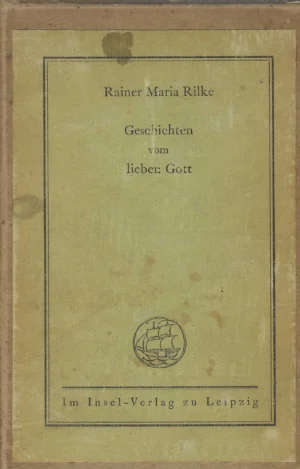 Rainer Maria Rilke
Geschichten
vom
lieben Gott
Im Insel-Verlag zu Leipzig